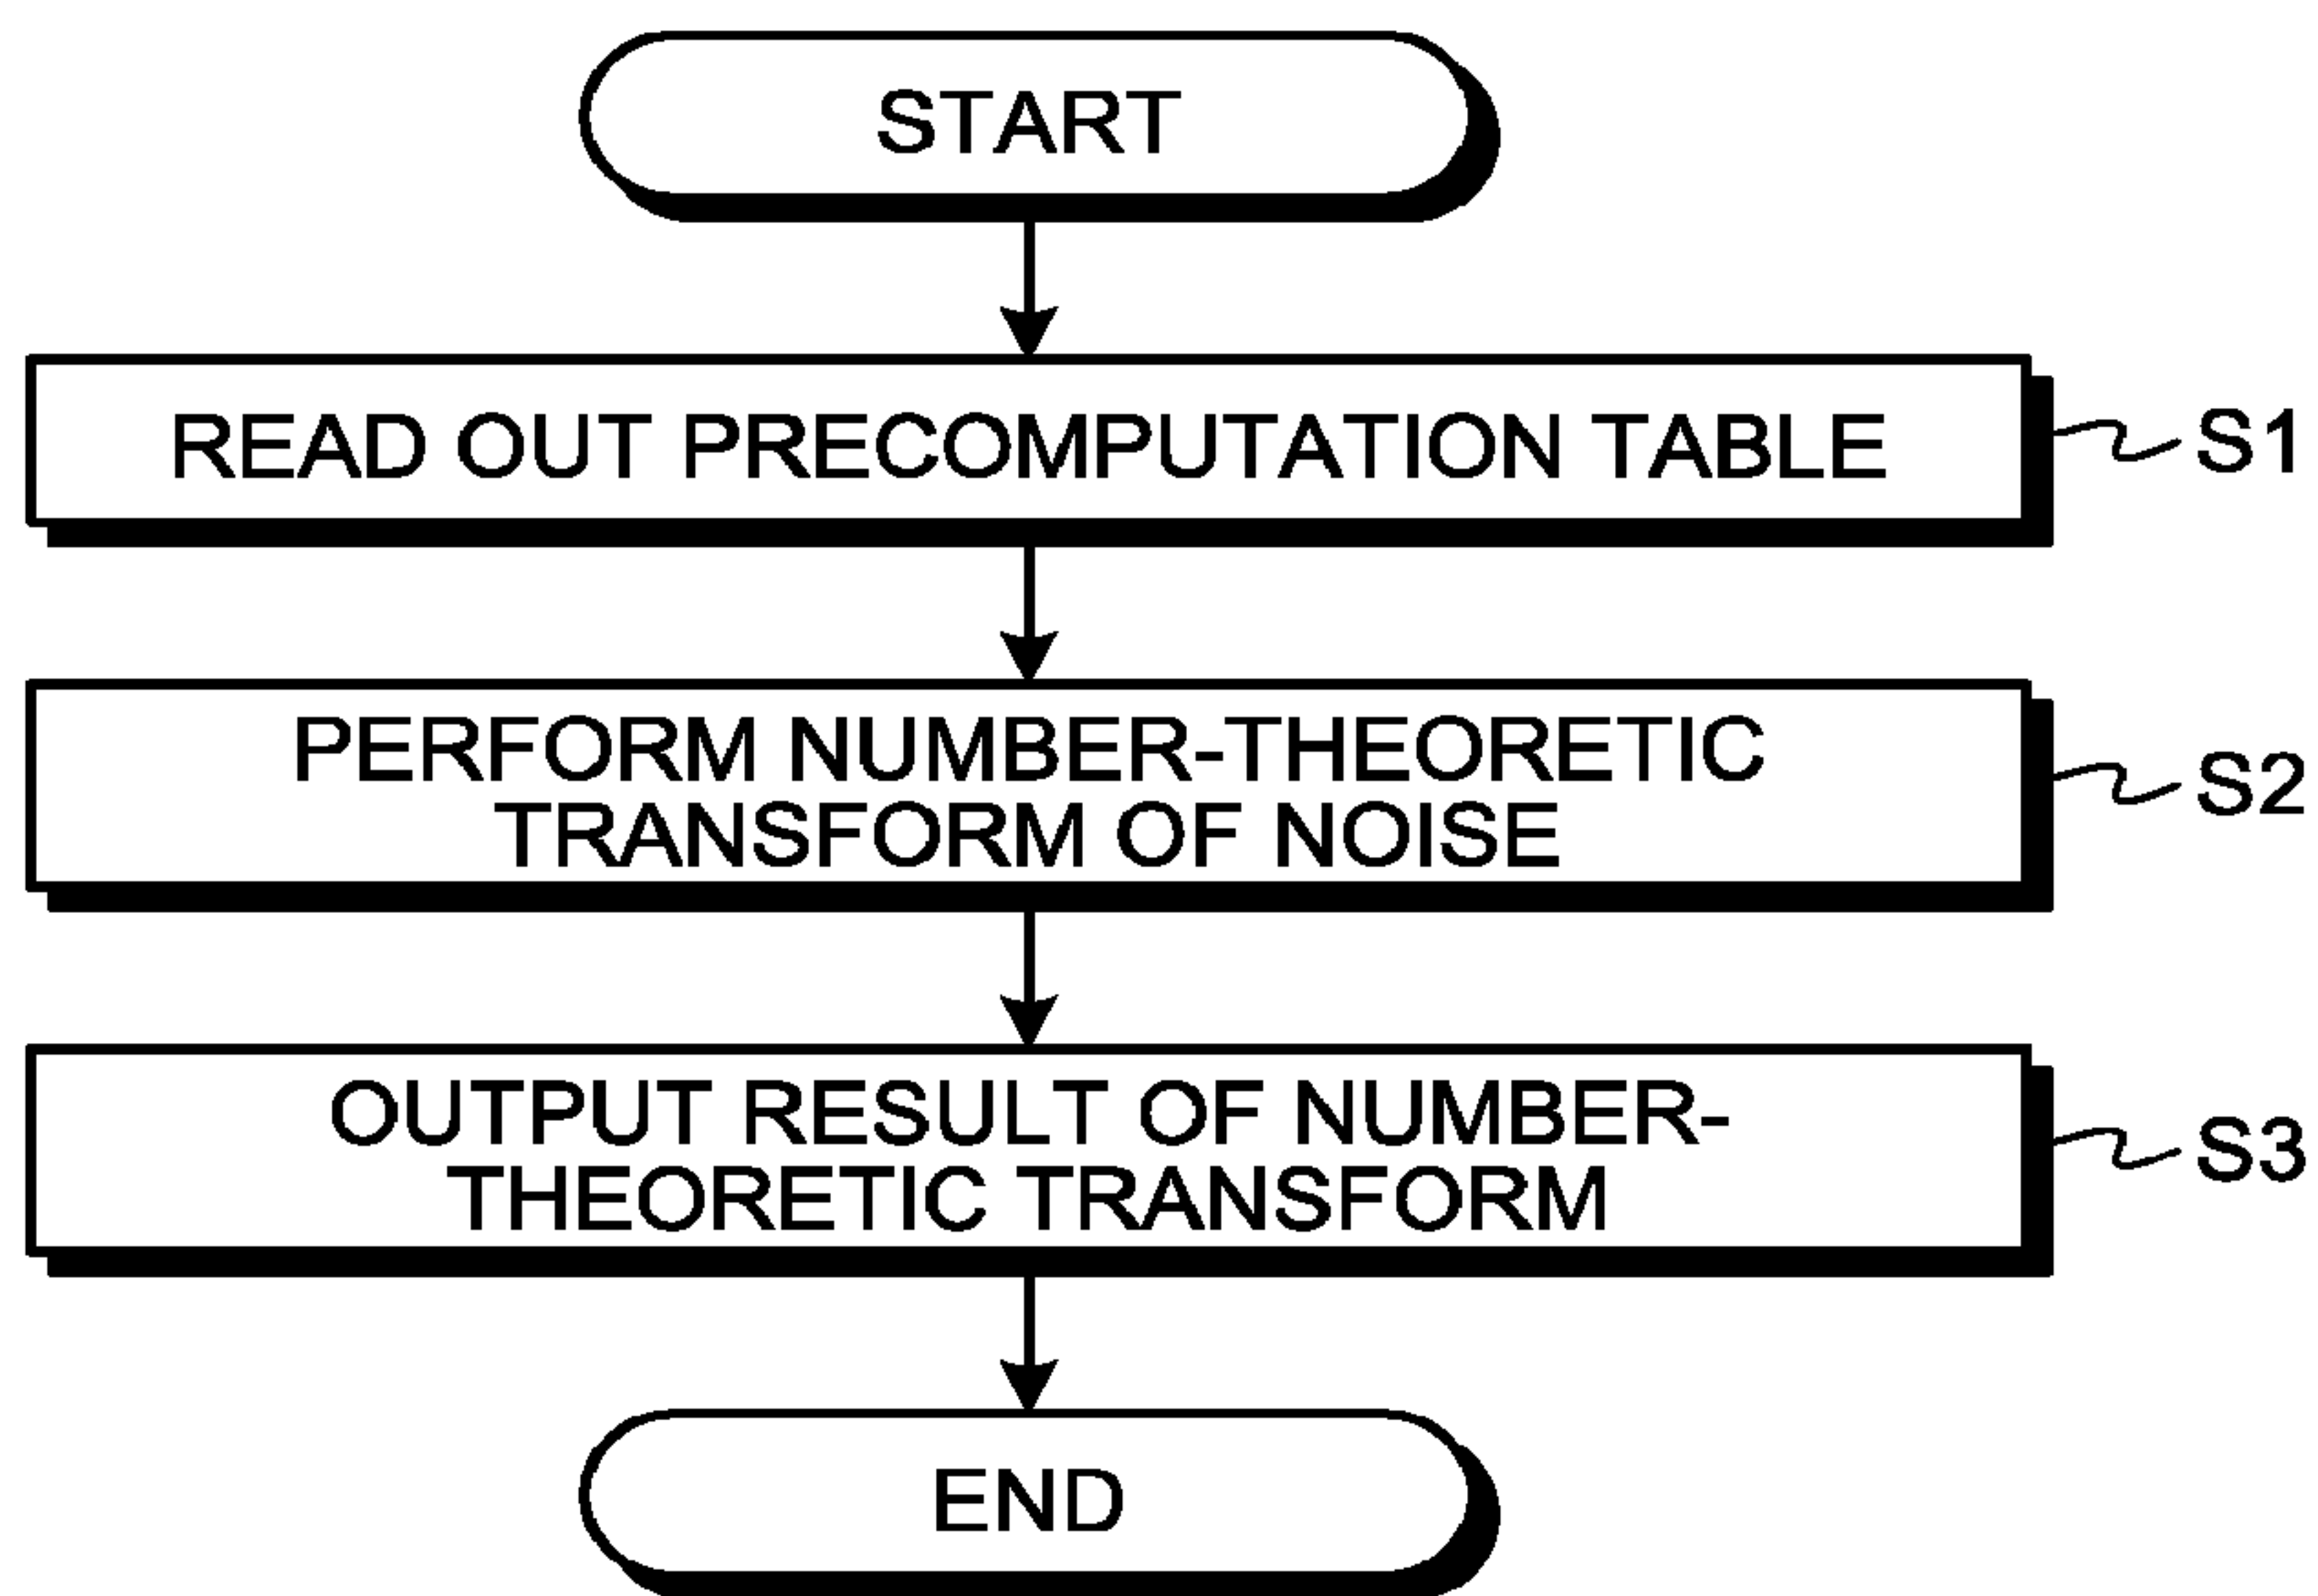 START
READ OUT PRECOMPUTATION TABLE
S1
PERFORM NUMBER-THEORETIC
TRANSFORM OF NOISE
S2
OUTPUT RESULT OF NUMBER-
THEORETIC TRANSFORM
S3
END